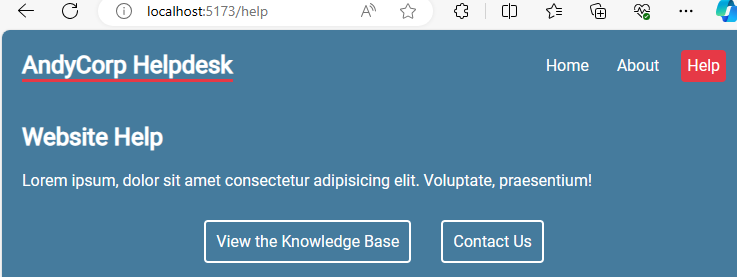 localhost:5173/help
AndyCorp Helpdesk Home About Help
Website Help
Lorem ipsum, dolor sit amet consectetur adipisicing elit. Voluptate, praesentium!
View the Knowledge Base Contact Us